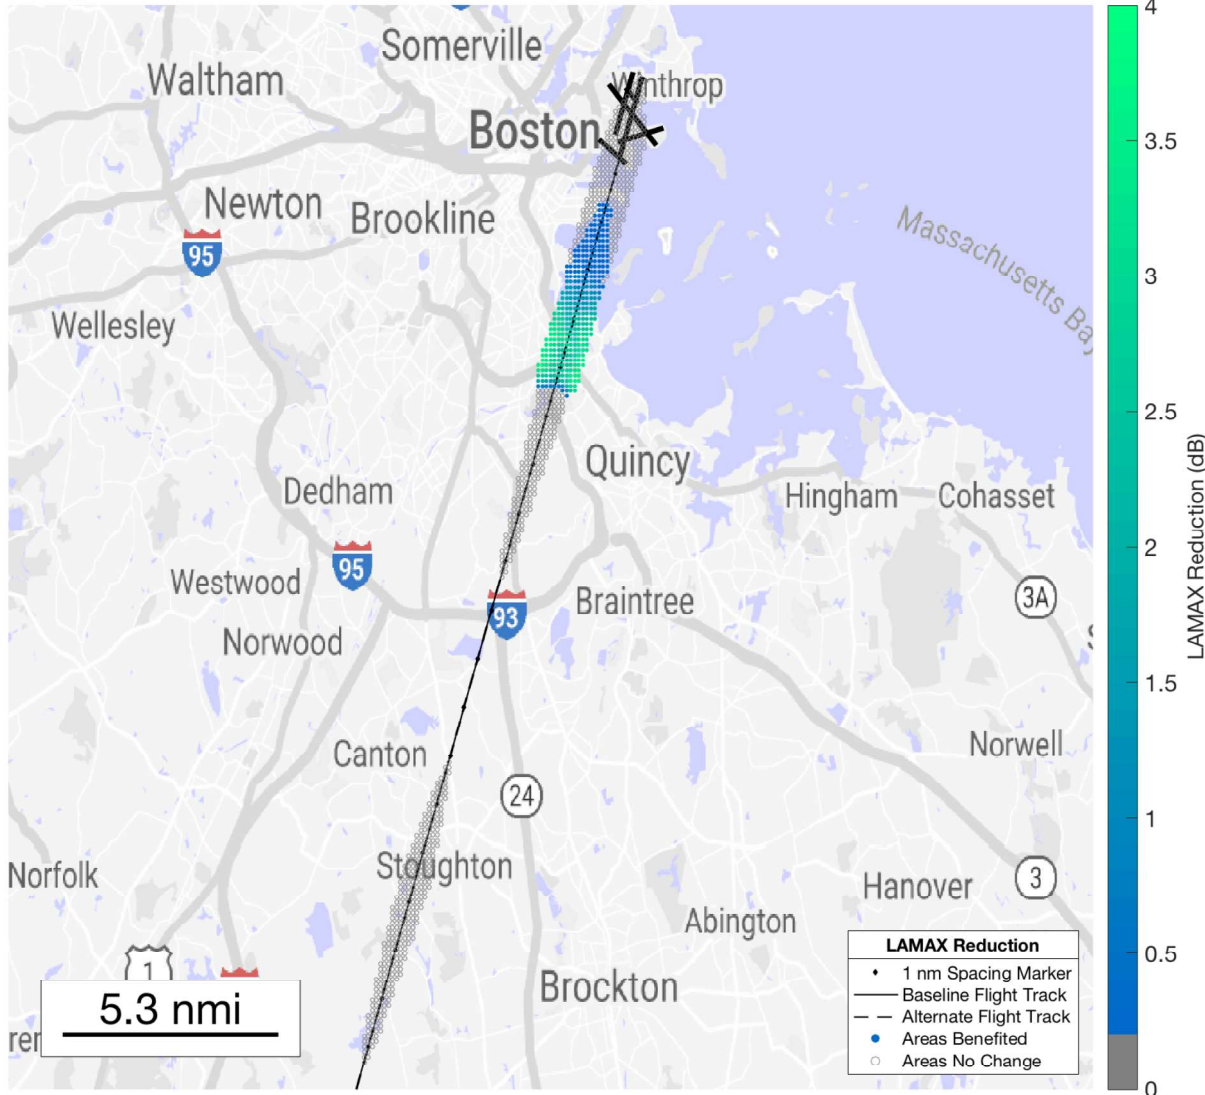 Somerville
Waltham
Winthrop
Boston
Newton
Brookline
95
Massachusetts Bay
Wellesley
Quincy
Dedham
Hingham
Cohasset
95
Westwood
Braintree
3A
93
Norwood
Canton
Norwell
24
Stoughton
Norfolk
Hanover
3
Abington
1
Brockton
5.3 nmi
LAMAX Reduction
1 nm Spacing Marker
Baseline Flight Track
Alternate Flight Track
Areas Benefited
Areas No Change
4
3.5
3
2.5
2
1.5
1
0.5
0
LAMAX Reduction (dB)